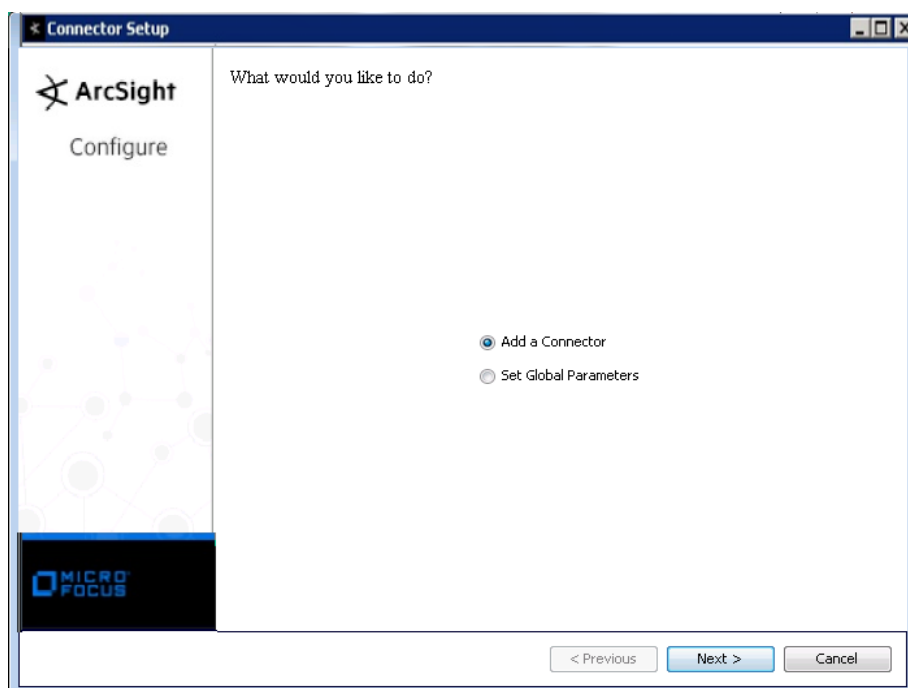 Connector Setup
ArcSight
Configure
What would you like to do?
Add a Connector
Set Global Parameters
MICRO
FOCUS
< Previous
Next >
Cancel